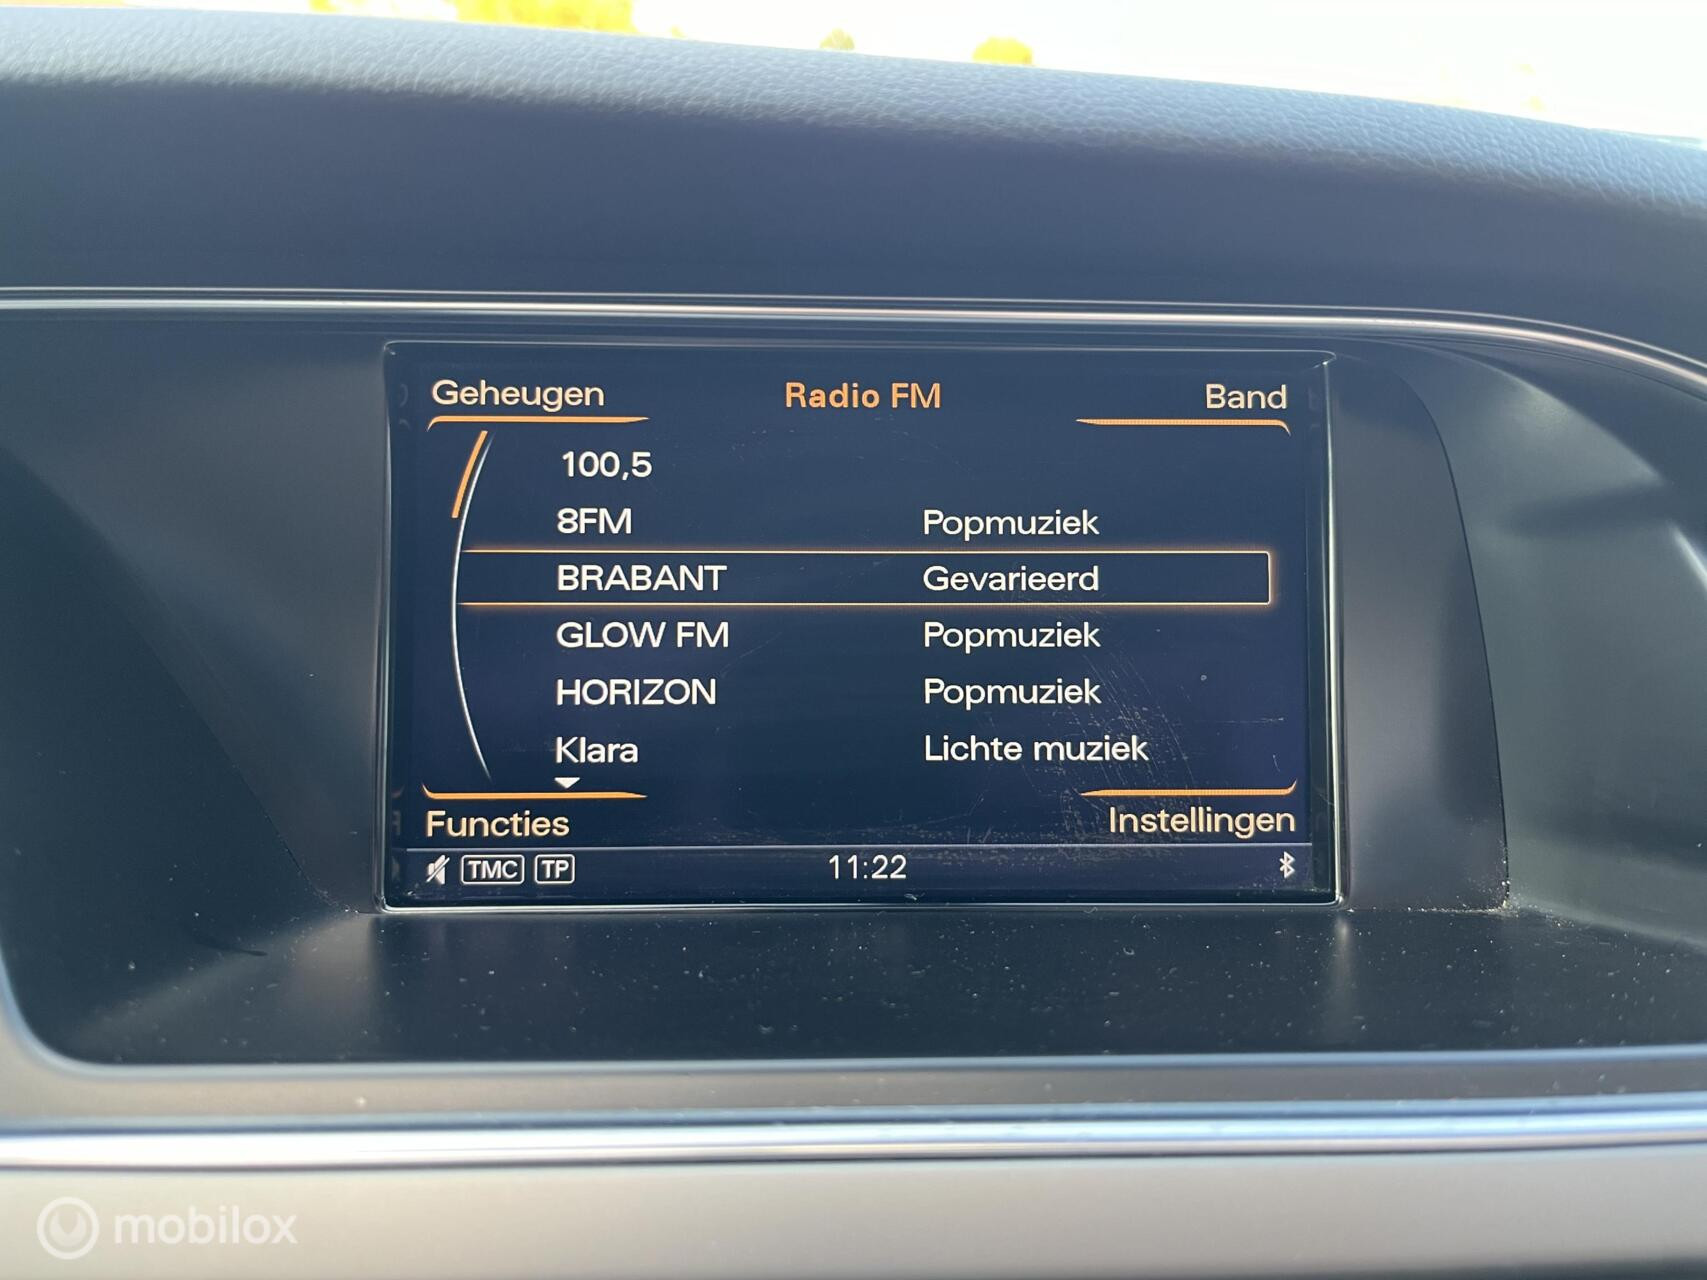 Geheugen Radio FM Band
100,5
8FM Popmuziek
BRABANT Gevarieerd
GLOW FM Popmuziek
HORIZON Popmuziek
Klara Lichte muziek
Functies Instellingen
TMC TP 11:22
mobilox